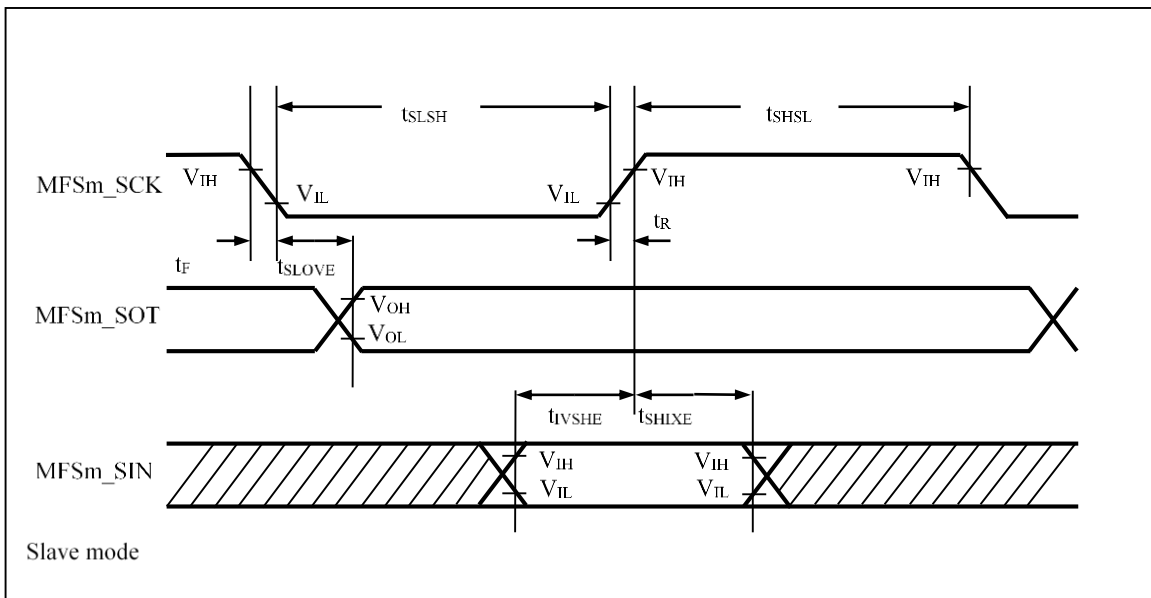 tSLSH tSHSL
MFSm_SCK VIH VIL VIL VIH VIH
tR
tF tSLOVE
MFSm_SOT VOH
VOL
tIVSHE tSHIXE
MFSm_SIN VIH VIH
VIL VIL
Slave mode